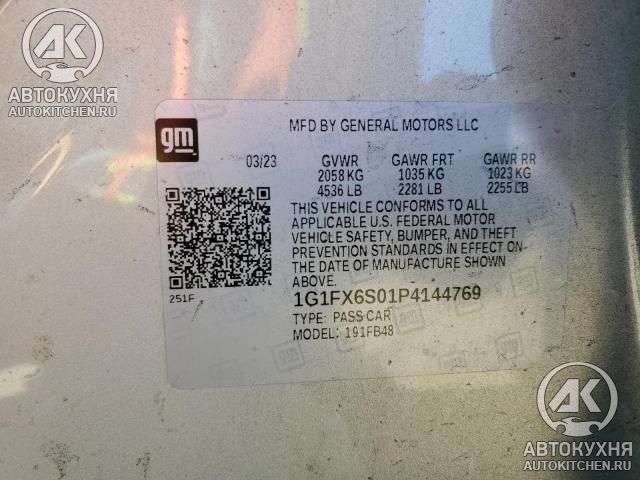 AK
АВТОКУХНЯ
AUTOKITCHEN.RU
gm
MFD BY GENERAL MOTORS LLC
03/23 GVWR GAWR FRT GAWR RR
2058 KG 1035 KG 1023 KG
4536 LB 2281 LB 2255 LB
THIS VEHICLE CONFORMS TO ALL
APPLICABLE U.S. FEDERAL MOTOR
VEHICLE SAFETY, BUMPER, AND THEFT
PREVENTION STANDARDS IN EFFECT ON
THE DATE OF MANUFACTURE SHOWN
ABOVE.
251F
1G1FX6S01P4144769
TYPE: PASS CAR
MODEL: 191FB48
AK
АВТОКУХНЯ
AUTOKITCHEN.RU